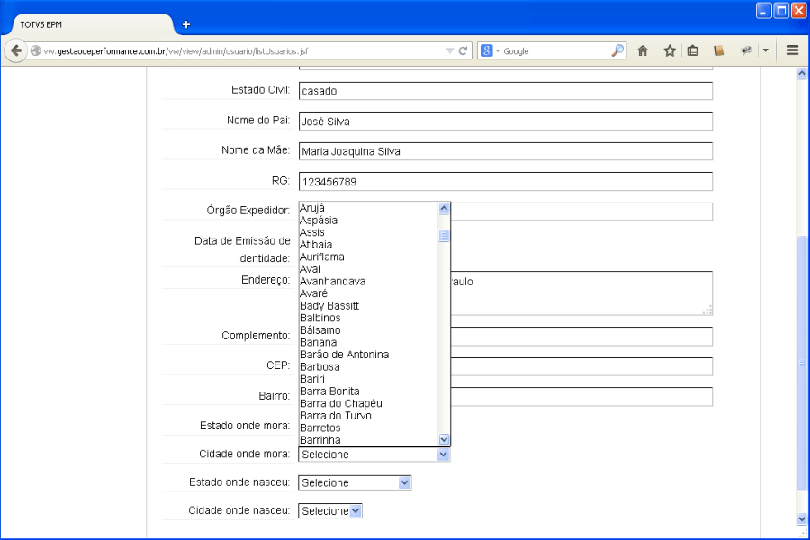 TOTVS EPM
vw.gestaoeperformance.com.br/vw/view/admin/usuario/listUsuarios.jsf
Google
Estado Civil: casado
Nome do Pai: José Silva
Nome da Mãe: Maria Joaquina Silva
RG: 123456789
Órgão Expedidor:
Data de Emissão de
identidade:
Endereço: Paulo
Complemento:
CEP:
Bairro:
Estado onde mora:
Arujá
Aspásia
Assis
Atibaia
Auriflama
Avaí
Avanhandava
Avaré
Bady Bassitt
Balbinos
Bálsamo
Banana
Barão de Antonina
Barbosa
Bariri
Barra Bonita
Barra do Chapéu
Barra do Turvo
Barretos
Barrinha
Cidade onde mora: Selecione
Estado onde nasceu: Selecione
Cidade onde nasceu: Selecione